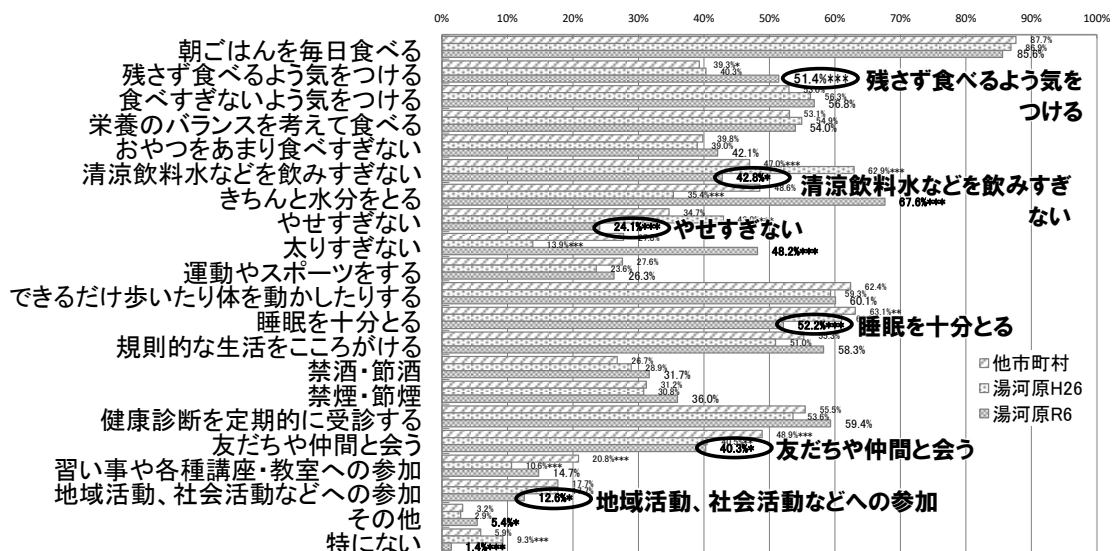 0% 10% 20% 30% 40% 50% 60% 70% 80% 90% 100%
朝ごはんを毎日食べる 87.7% 86.9% 85.6%
残さず食べるよう気をつける 39.3%* 40.3% 51.4%*** 残さず食べるよう気を
つける
食べすぎないよう気をつける 56.3% 56.8%
栄養のバランスを考えて食べる 53.1% 54.9% 54.0%
おやつをあまり食べすぎない 39.8% 39.0% 42.1%
清涼飲料水などを飲みすぎない 47.0%*** 62.9%*** 42.8%* 清涼飲料水などを飲みすぎ
ない
きちんと水分をとる 48.6% 35.4%*** 67.6%***
やせすぎない 34.7% 24.1%*** やせすぎない
太りすぎない 13.9%*** 48.2%***
運動やスポーツをする 27.6% 23.6% 26.3%
できるだけ歩いたり体を動かしたりする 62.4% 59.3% 60.1%
睡眠を十分とる 63.1%** 52.2%*** 睡眠を十分とる
規則的な生活をこころがける 51.0% 58.3%
禁酒・節酒 26.7% 28.9% 31.7%
禁煙・節煙 31.2% 30.8% 36.0%
健康診断を定期的に受診する 55.5% 53.6% 59.4%
友だちや仲間と会う 48.9%*** 40.3%* 友だちや仲間と会う
習い事や各種講座・教室への参加 20.8%*** 10.6%*** 14.7%
地域活動、社会活動などへの参加 17.7% 12.6%* 地域活動、社会活動などへの参加
その他 3.2% 2.9% 5.4%*
特にない 5.9% 9.3%*** 1.4%***
他市町村
湯河原H26
湯河原R6